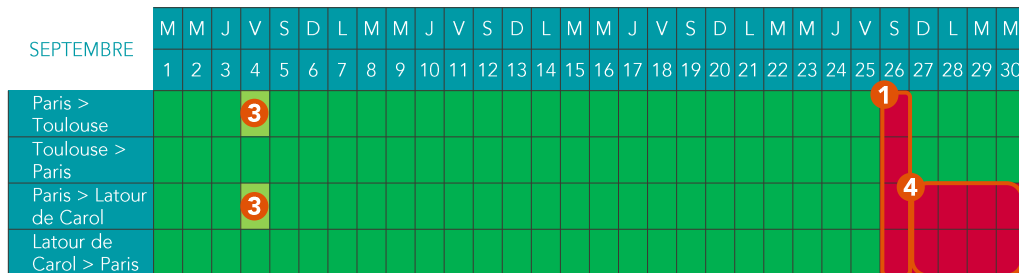 SEPTEMBRE
M M J V S D L M M J V S D L M M J V S D L M M J V S D L M M
1 2 3 4 5 6 7 8 9 10 11 12 13 14 15 16 17 18 19 20 21 22 23 24 25 26 27 28 29 30
Paris >
Toulouse
3
1
Toulouse >
Paris
Paris > Latour
de Carol
3
4
Latour de
Carol > Paris